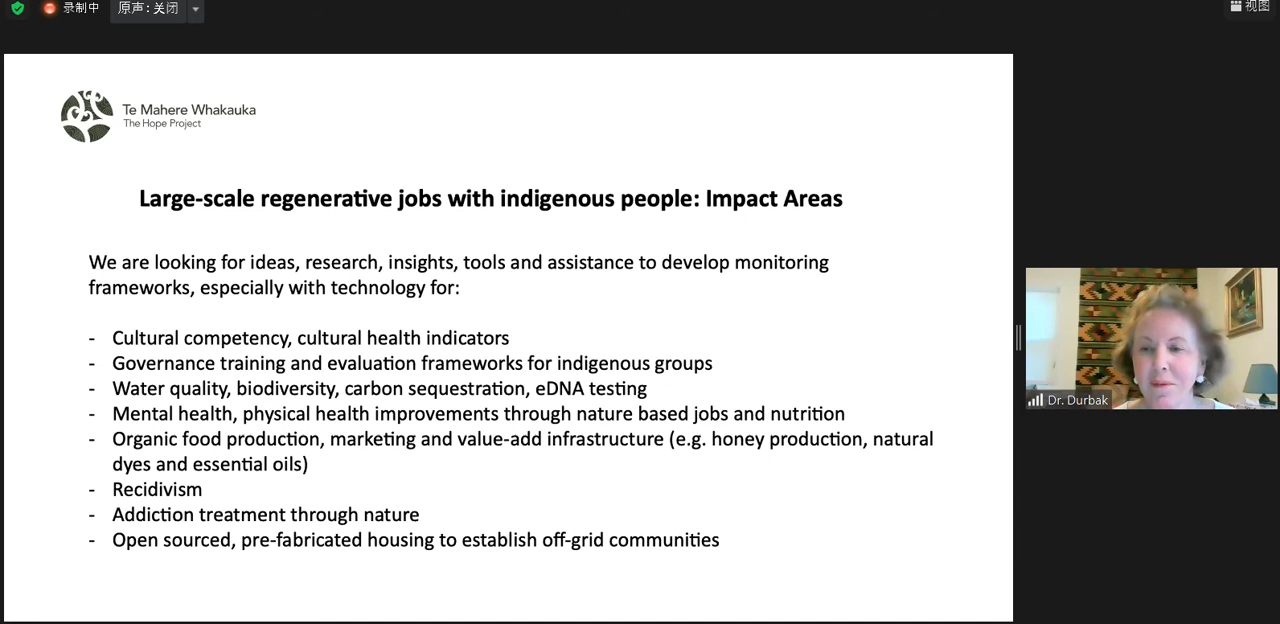 录制中
原声：关闭
视图
Te Mahere Whakauka
The Hope Project
Large-scale regenerative jobs with indigenous people: Impact Areas
We are looking for ideas, research, insights, tools and assistance to develop monitoring
frameworks, especially with technology for:
- Cultural competency, cultural health indicators
- Governance training and evaluation frameworks for indigenous groups
- Water quality, biodiversity, carbon sequestration, eDNA testing
- Mental health, physical health improvements through nature based jobs and nutrition
- Organic food production, marketing and value-add infrastructure (e.g. honey production, natural
dyes and essential oils)
- Recidivism
- Addiction treatment through nature
- Open sourced, pre-fabricated housing to establish off-grid communities
Dr. Durbak